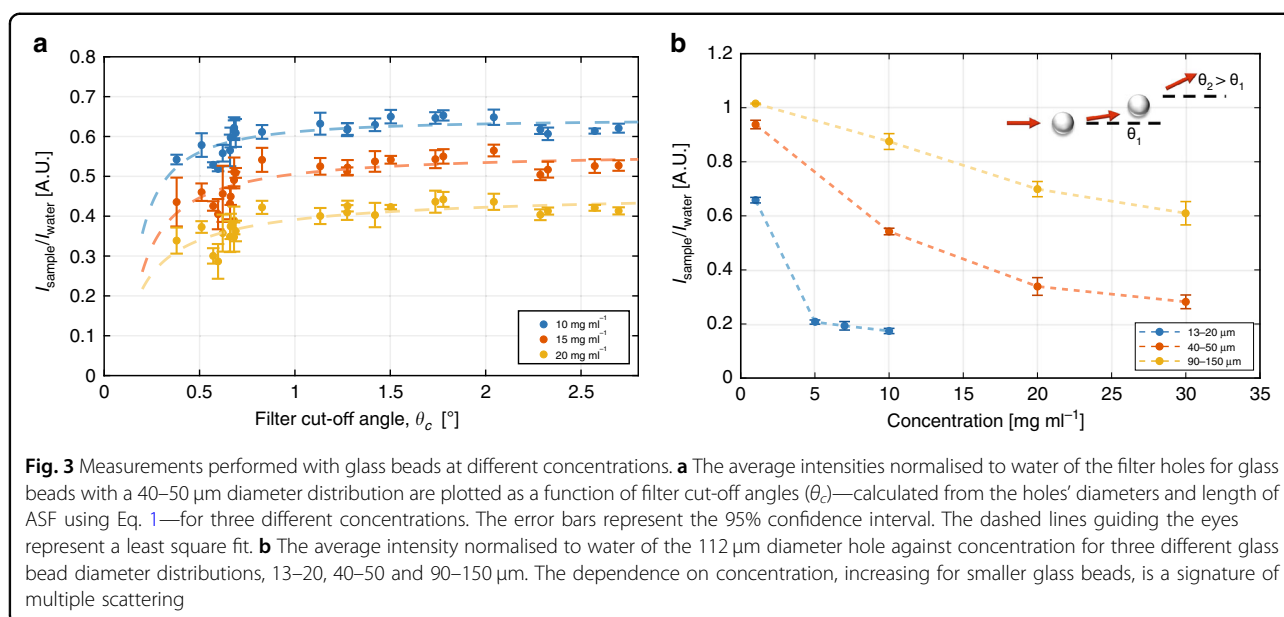 a
b
0.8
0.7
0.6
0.5
0.4
0.3
0.2
0.1
0
I_sample/I_water [A.U.]
0 0.5 1 1.5 2 2.5
Filter cut-off angle, θ_c [°]
10 mg ml⁻¹
15 mg ml⁻¹
20 mg ml⁻¹
1.2
1
0.8
0.6
0.4
0.2
0
I_sample/I_water [A.U.]
θ₂ > θ₁
θ₁
0 5 10 15 20 25 30 35
Concentration [mg ml⁻¹]
13–20 µm
40–50 µm
90–150 µm
Fig. 3 Measurements performed with glass beads at different concentrations. a The average intensities normalised to water of the filter holes for glass
beads with a 40–50 µm diameter distribution are plotted as a function of filter cut-off angles (θc)—calculated from the holes' diameters and length of
ASF using Eq. 1—for three different concentrations. The error bars represent the 95% confidence interval. The dashed lines guiding the eyes
represent a least square fit. b The average intensity normalised to water of the 112 µm diameter hole against concentration for three different glass
bead diameter distributions, 13–20, 40–50 and 90–150 µm. The dependence on concentration, increasing for smaller glass beads, is a signature of
multiple scattering